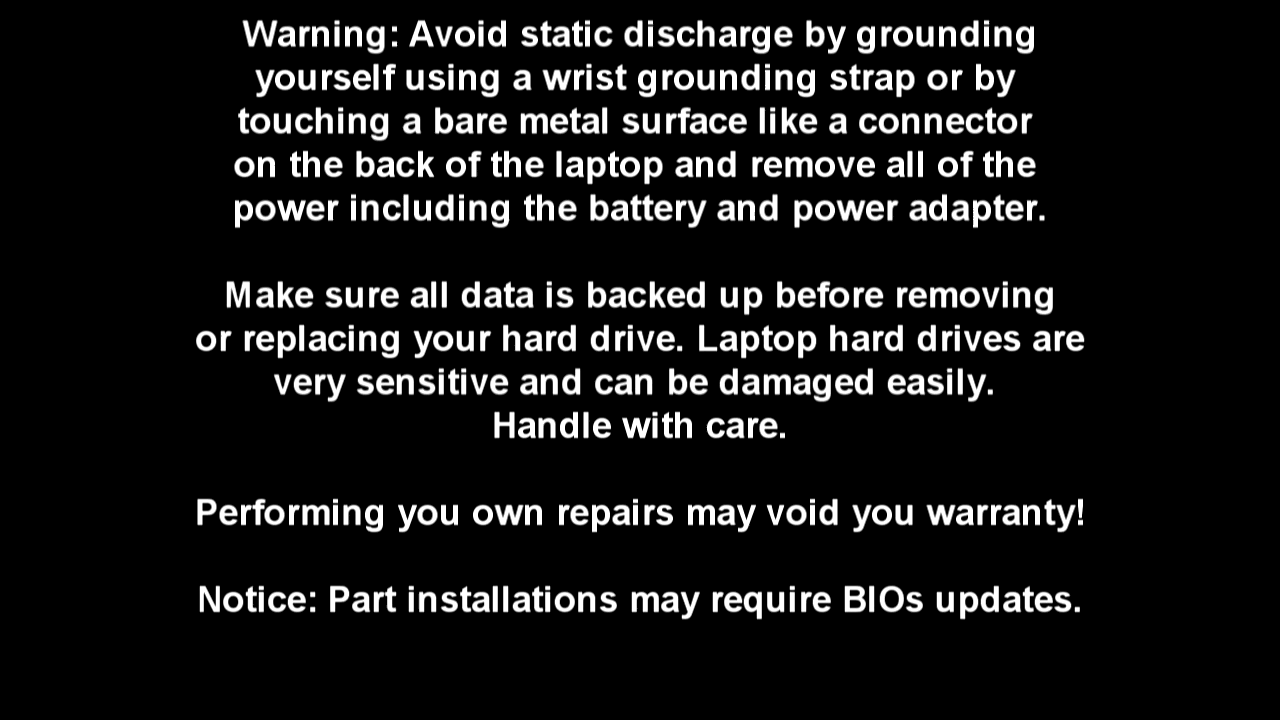 Warning: Avoid static discharge by grounding
yourself using a wrist grounding strap or by
touching a bare metal surface like a connector
on the back of the laptop and remove all of the
power including the battery and power adapter.
Make sure all data is backed up before removing
or replacing your hard drive. Laptop hard drives are
very sensitive and can be damaged easily.
Handle with care.
Performing you own repairs may void you warranty!
Notice: Part installations may require BIOs updates.